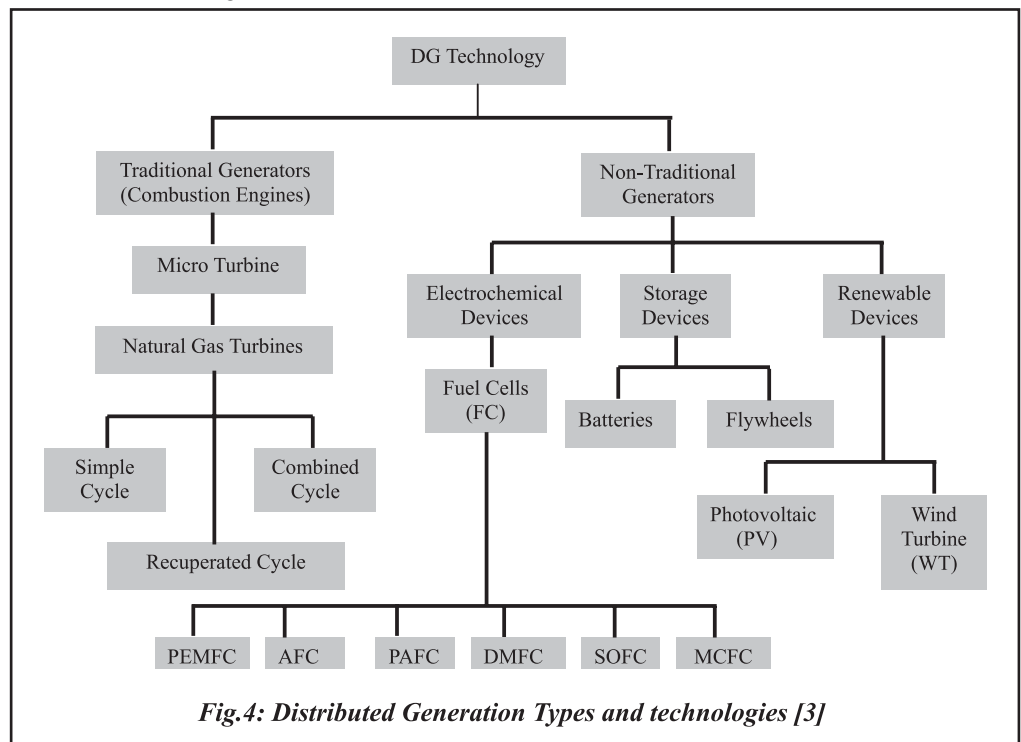 DG Technology
Traditional Generators
(Combustion Engines)
Non-Traditional
Generators
Micro Turbine
Electrochemical
Devices
Storage
Devices
Renewable
Devices
Natural Gas Turbines
Fuel Cells
(FC)
Batteries
Flywheels
Simple
Cycle
Combined
Cycle
Photovoltaic
(PV)
Wind
Turbine
(WT)
Recuperated Cycle
PEMFC
AFC
PAFC
DMFC
SOFC
MCFC
Fig.4: Distributed Generation Types and technologies [3]